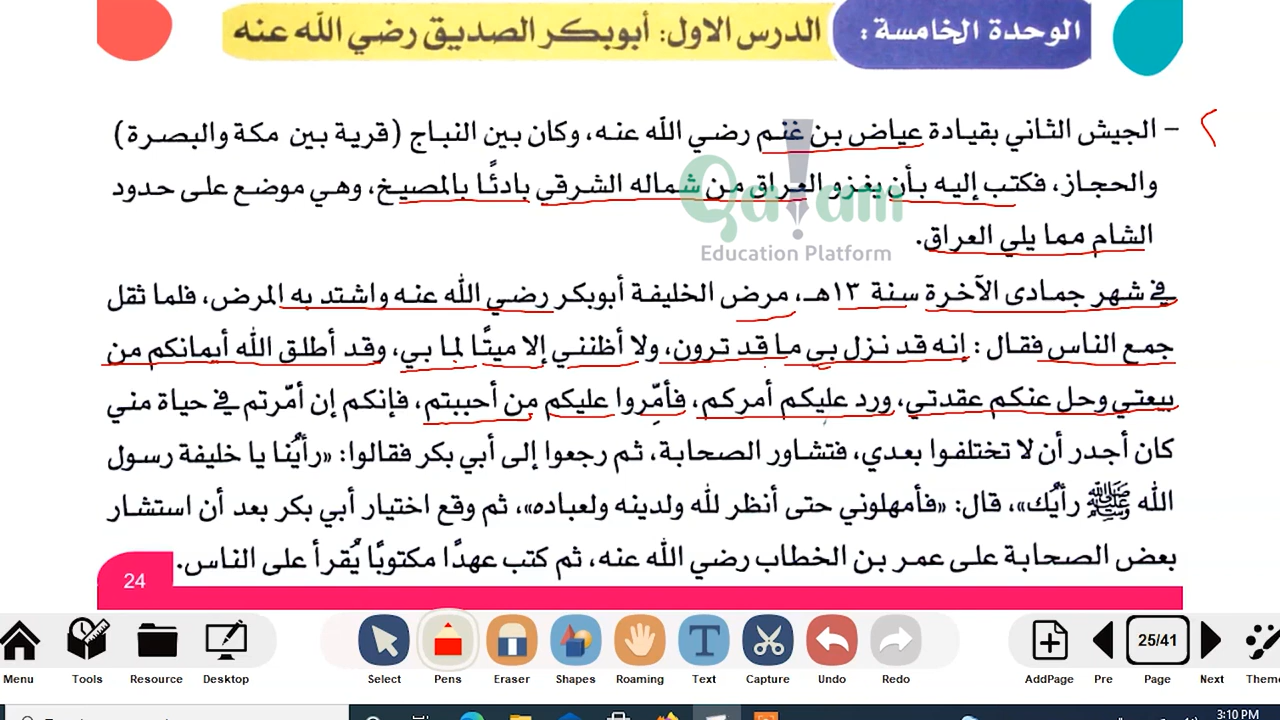 الوحدة الخامسة :
الدرس الاول: أبوبكر الصديق رضي الله عنه
– الجيش الثاني بقيادة عياض بن غنم رضي الله عنه، وكان بين النباج (قرية بين مكة والبصرة)
والحجاز، فكتب إليه بأن يغزو العراق من شماله الشرقي بادئًا بالمصيخ، وهي موضع على حدود
الشام مما يلي العراق.
Qalam
Education Platform
في شهر جمادى الآخرة سنة ١٣هـ، مرض الخليفة أبوبكر رضي الله عنه واشتد به المرض، فلما ثقل
جمع الناس فقال : إنه قد نزل بي ما قد ترون، ولا أظنني إلا ميتًا لما بي، وقد أطلق الله أيمانكم من
بيعتي وحل عنكم عقدتي، ورد عليكم أمركم، فأمّروا عليكم من أحببتم، فإنكم إن أمّرتم في حياة مني
كان أجدر أن لا تختلفوا بعدي، فتشاور الصحابة، ثم رجعوا إلى أبي بكر فقالوا: «رأيُنا يا خليفة رسول
الله ﷺ رأيُك»، قال: «فأمهلوني حتى أنظر لله ولدينه ولعباده»، ثم وقع اختيار أبي بكر بعد أن استشار
بعض الصحابة على عمر بن الخطاب رضي الله عنه، ثم كتب عهدًا مكتوبًا يُقرأ على الناس.
24
25/41
Menu Tools Resource Desktop Select Pens Eraser Shapes Roaming Text Capture Undo Redo AddPage Pre Page Next Theme
3:10 PM